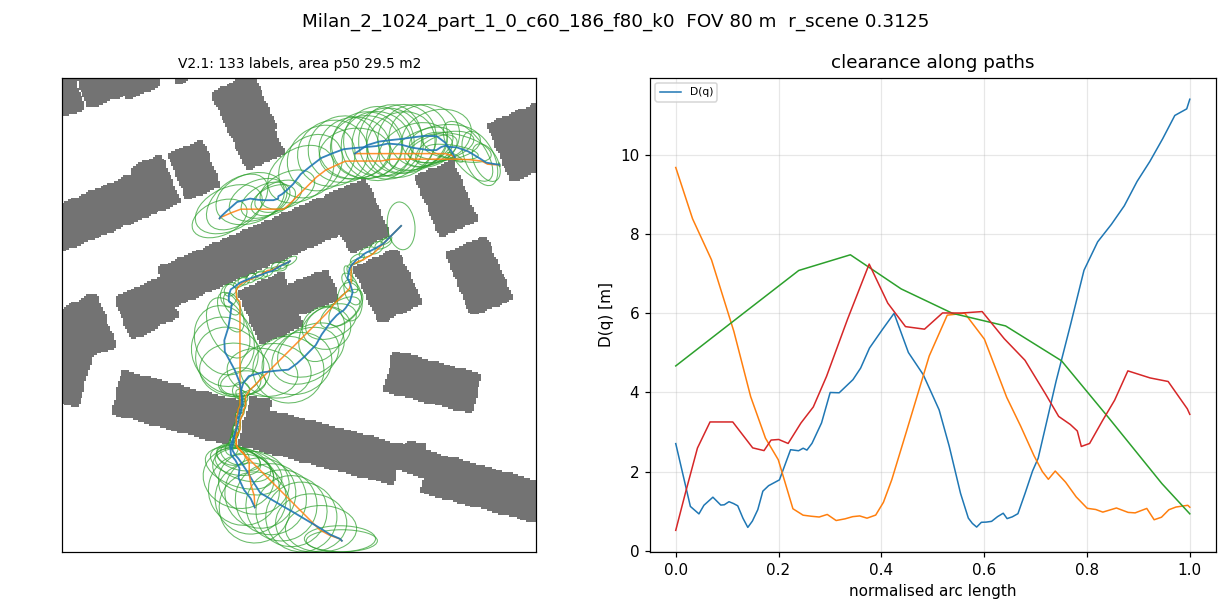 Milan_2_1024_part_1_0_c60_186_f80_k0 FOV 80 m r_scene 0.3125
V2.1: 133 labels, area p50 29.5 m2
clearance along paths
D(q)
D(q) [m]
10
8
6
4
2
0
0.0 0.2 0.4 0.6 0.8 1.0
normalised arc length